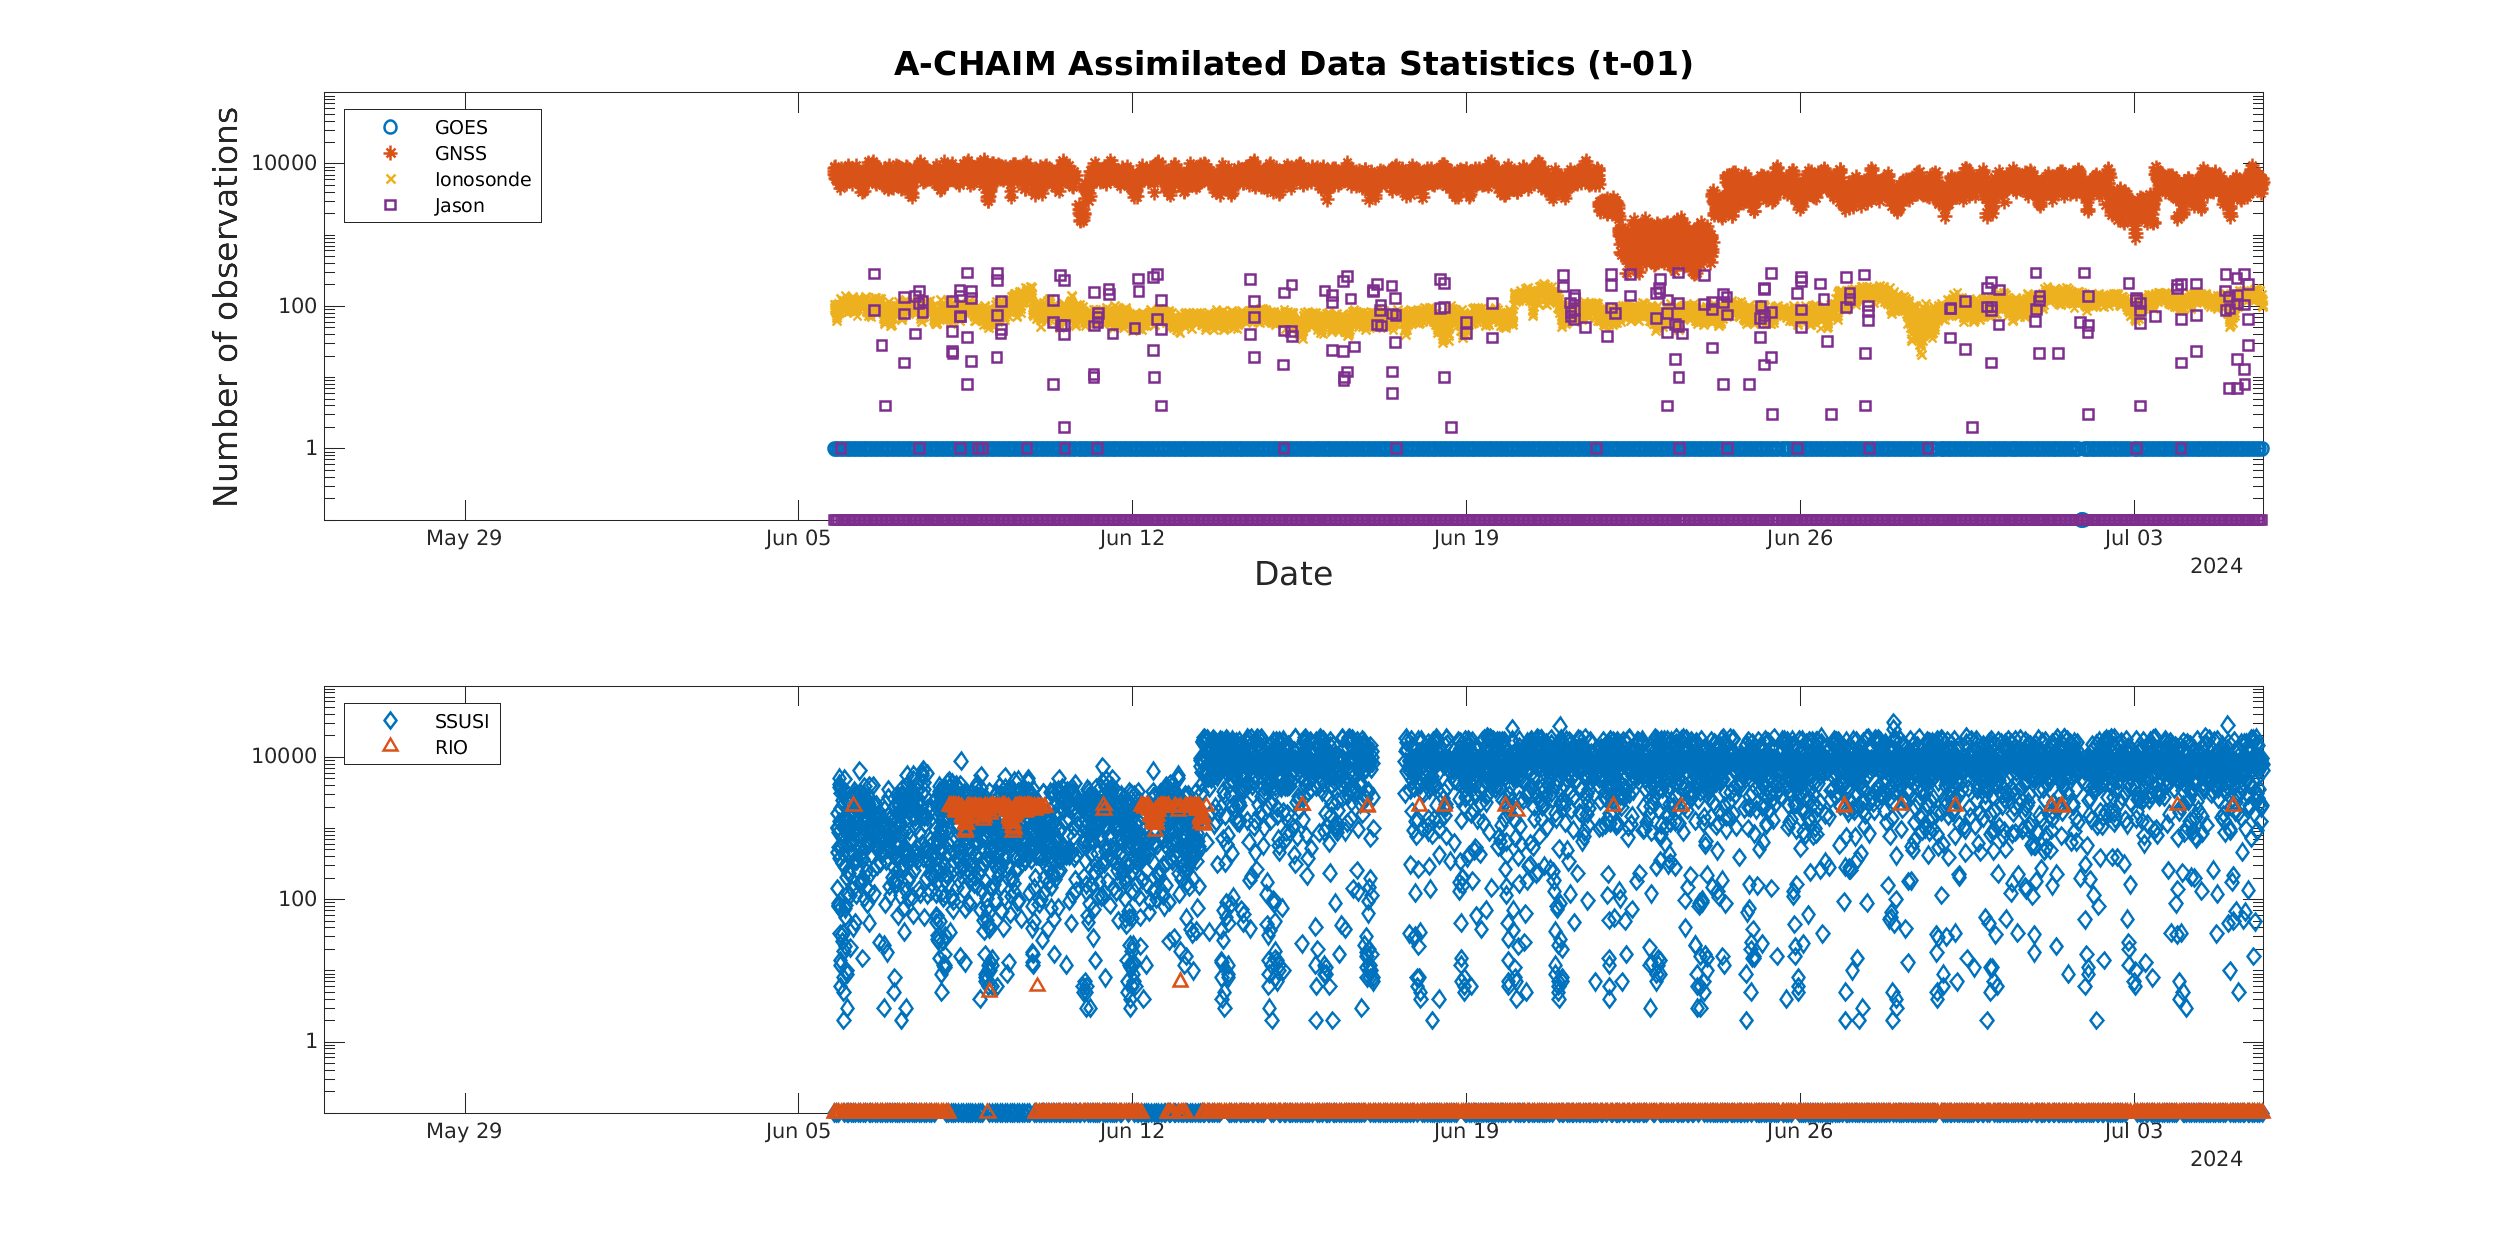 A-CHAIM Assimilated Data Statistics (t-01)
Number of observations
10000
100
1
GOES
GNSS
Ionosonde
Jason
May 29
Jun 05
Jun 12
Jun 19
Jun 26
Jul 03
2024
Date
10000
100
1
SSUSI
RIO
May 29
Jun 05
Jun 12
Jun 19
Jun 26
Jul 03
2024